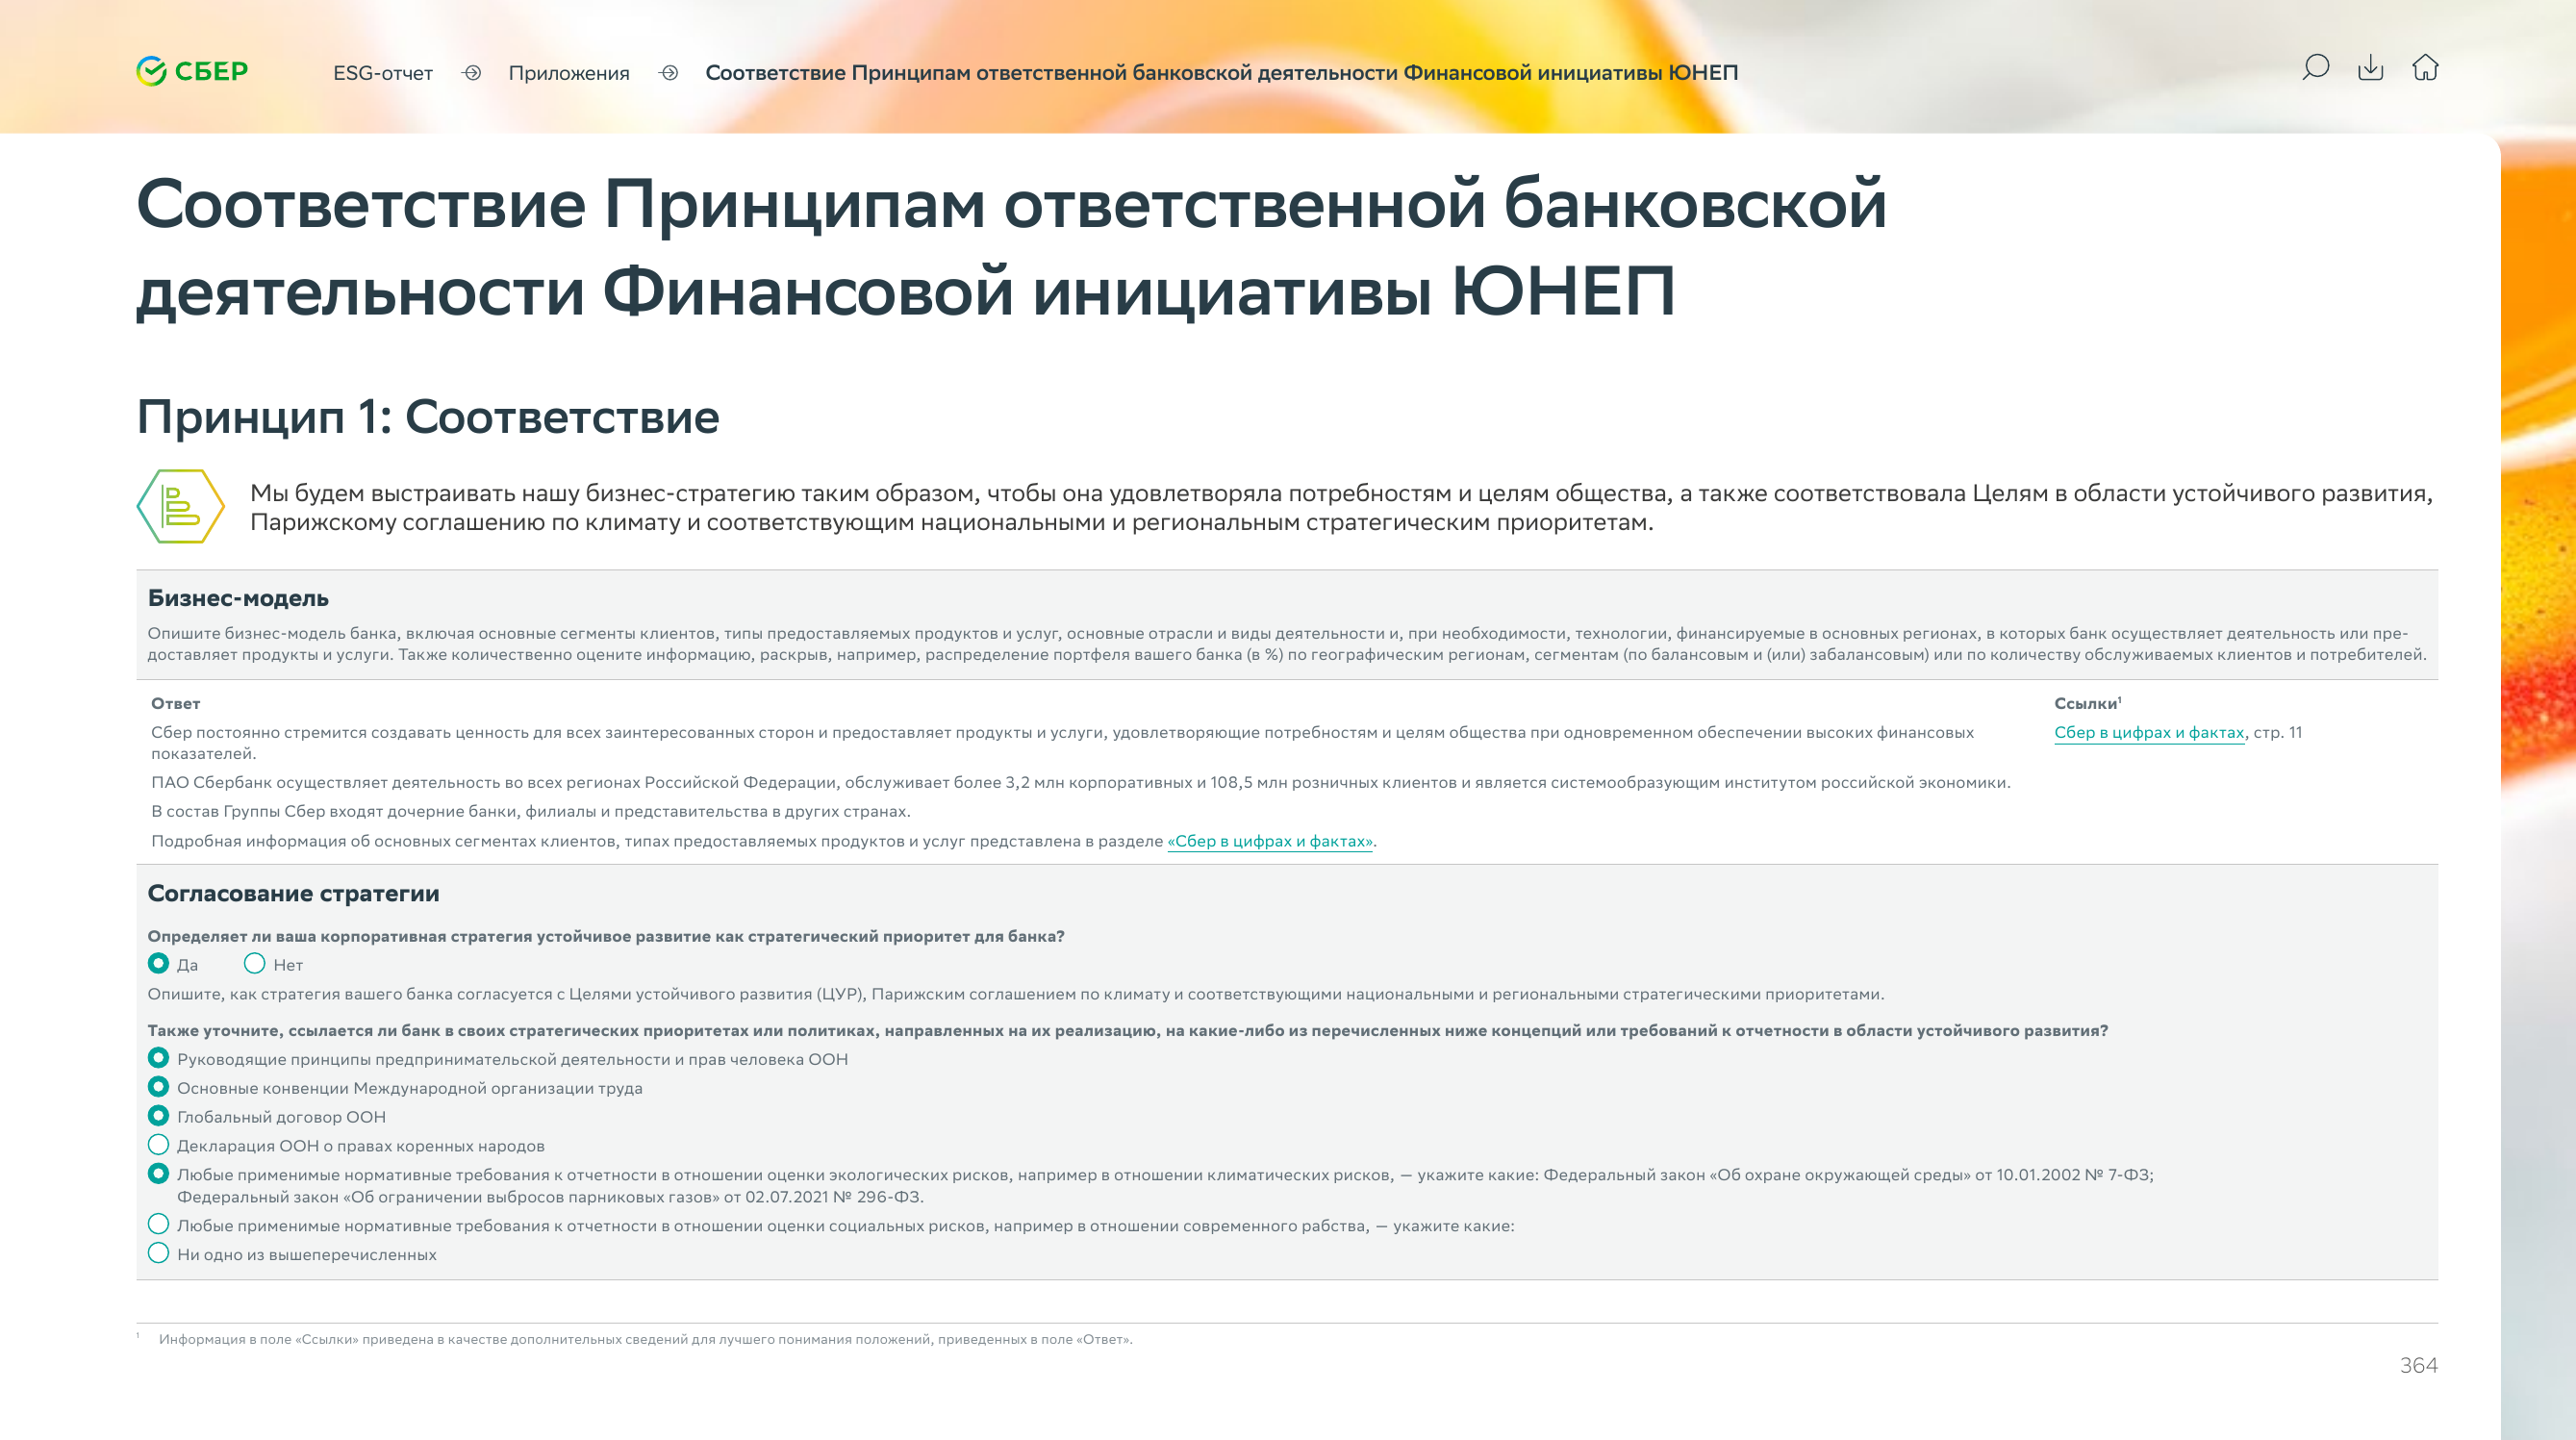 СБЕР
ESG-отчет
Приложения
Соответствие Принципам ответственной банковской деятельности Финансовой инициативы ЮНЕП
Соответствие Принципам ответственной банковской
деятельности Финансовой инициативы ЮНЕП
Принцип 1: Соответствие
Мы будем выстраивать нашу бизнес-стратегию таким образом, чтобы она удовлетворяла потребностям и целям общества, а также соответствовала Целям в области устойчивого развития,
Парижскому соглашению по климату и соответствующим национальными и региональным стратегическим приоритетам.
Бизнес-модель
Опишите бизнес-модель банка, включая основные сегменты клиентов, типы предоставляемых продуктов и услуг, основные отрасли и виды деятельности и, при необходимости, технологии, финансируемые в основных регионах, в которых банк осуществляет деятельность или пре-
доставляет продукты и услуги. Также количественно оцените информацию, раскрыв, например, распределение портфеля вашего банка (в %) по географическим регионам, сегментам (по балансовым и (или) забалансовым) или по количеству обслуживаемых клиентов и потребителей.
Ответ
Сбер постоянно стремится создавать ценность для всех заинтересованных сторон и предоставляет продукты и услуги, удовлетворяющие потребностям и целям общества при одновременном обеспечении высоких финансовых
показателей.
ПАО Сбербанк осуществляет деятельность во всех регионах Российской Федерации, обслуживает более 3,2 млн корпоративных и 108,5 млн розничных клиентов и является системообразующим институтом российской экономики.
В состав Группы Сбер входят дочерние банки, филиалы и представительства в других странах.
Подробная информация об основных сегментах клиентов, типах предоставляемых продуктов и услуг представлена в разделе «Сбер в цифрах и фактах».
Ссылки¹
Сбер в цифрах и фактах, стр. 11
Согласование стратегии
Определяет ли ваша корпоративная стратегия устойчивое развитие как стратегический приоритет для банка?
Да Нет
Опишите, как стратегия вашего банка согласуется с Целями устойчивого развития (ЦУР), Парижским соглашением по климату и соответствующими национальными и региональными стратегическими приоритетами.
Также уточните, ссылается ли банк в своих стратегических приоритетах или политиках, направленных на их реализацию, на какие-либо из перечисленных ниже концепций или требований к отчетности в области устойчивого развития?
Руководящие принципы предпринимательской деятельности и прав человека ООН
Основные конвенции Международной организации труда
Глобальный договор ООН
Декларация ООН о правах коренных народов
Любые применимые нормативные требования к отчетности в отношении оценки экологических рисков, например в отношении климатических рисков, — укажите какие: Федеральный закон «Об охране окружающей среды» от 10.01.2002 № 7-ФЗ;
Федеральный закон «Об ограничении выбросов парниковых газов» от 02.07.2021 № 296-ФЗ.
Любые применимые нормативные требования к отчетности в отношении оценки социальных рисков, например в отношении современного рабства, — укажите какие:
Ни одно из вышеперечисленных
¹ Информация в поле «Ссылки» приведена в качестве дополнительных сведений для лучшего понимания положений, приведенных в поле «Ответ».
364